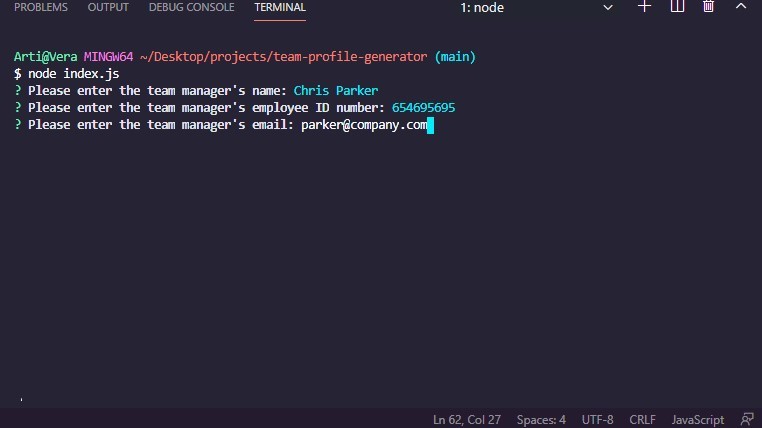 PROBLEMS OUTPUT DEBUG CONSOLE TERMINAL 1: node
Arti@Vera MINGW64 ~/Desktop/projects/team-profile-generator (main)
$ node index.js
? Please enter the team manager's name: Chris Parker
? Please enter the team manager's employee ID number: 654695695
? Please enter the team manager's email: parker@company.com
Ln 62, Col 27 Spaces: 4 UTF-8 CRLF JavaScript